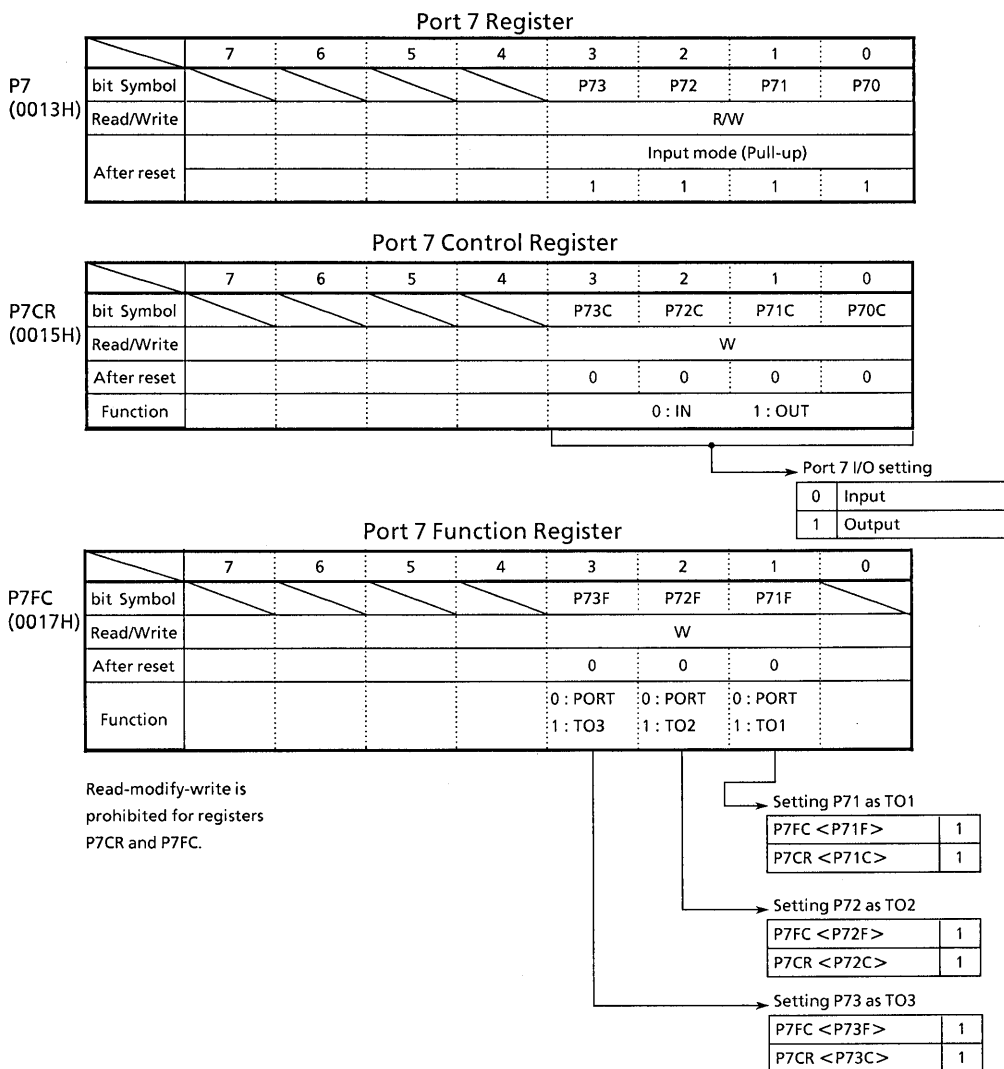 Port 7 Register
7 6 5 4 3 2 1 0
P7
(0013H)
bit Symbol P73 P72 P71 P70
Read/Write R/W
After reset Input mode (Pull-up)
1 1 1 1
Port 7 Control Register
7 6 5 4 3 2 1 0
P7CR
(0015H)
bit Symbol P73C P72C P71C P70C
Read/Write W
After reset 0 0 0 0
Function 0 : IN 1 : OUT
Port 7 I/O setting
0 Input
1 Output
Port 7 Function Register
7 6 5 4 3 2 1 0
P7FC
(0017H)
bit Symbol P73F P72F P71F
Read/Write W
After reset 0 0 0
Function 0 : PORT 0 : PORT 0 : PORT
1 : TO3 1 : TO2 1 : TO1
Read-modify-write is
prohibited for registers
P7CR and P7FC.
Setting P71 as TO1
P7FC <P71F> 1
P7CR <P71C> 1
Setting P72 as TO2
P7FC <P72F> 1
P7CR <P72C> 1
Setting P73 as TO3
P7FC <P73F> 1
P7CR <P73C> 1